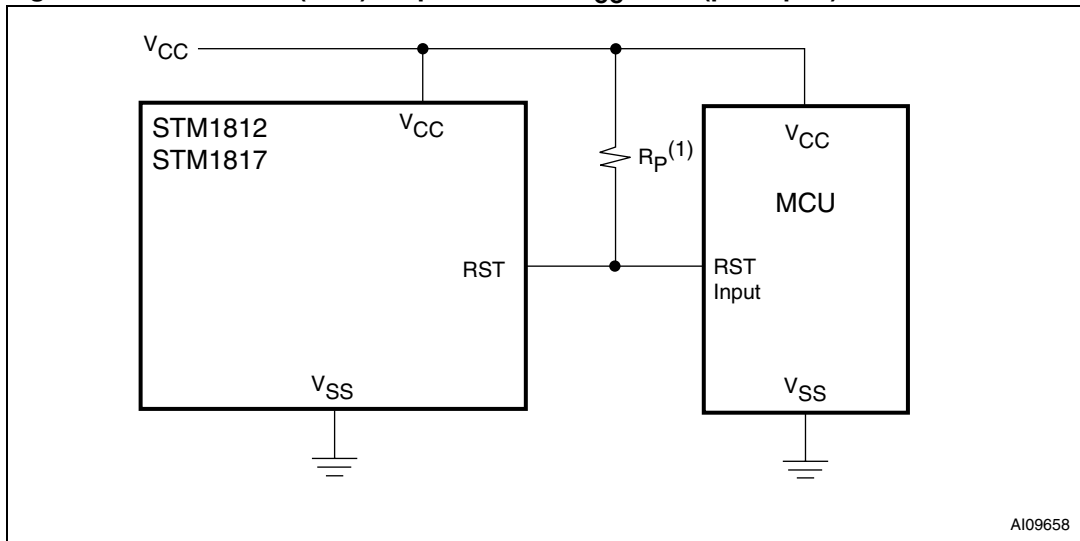 VCC
STM1812
STM1817
VCC
RP(1)
VCC
MCU
RST
RST
Input
VSS
VSS
AI09658